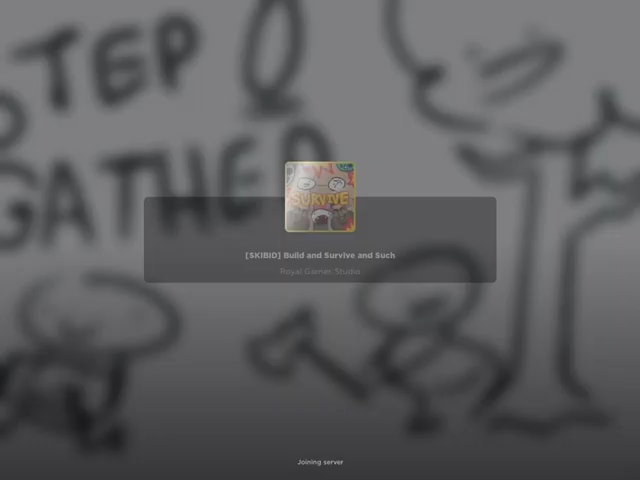 STEP
GATHER
SURVIVE
[SKIBID] Build and Survive and Such
Royal Gamer. Studio
Joining server